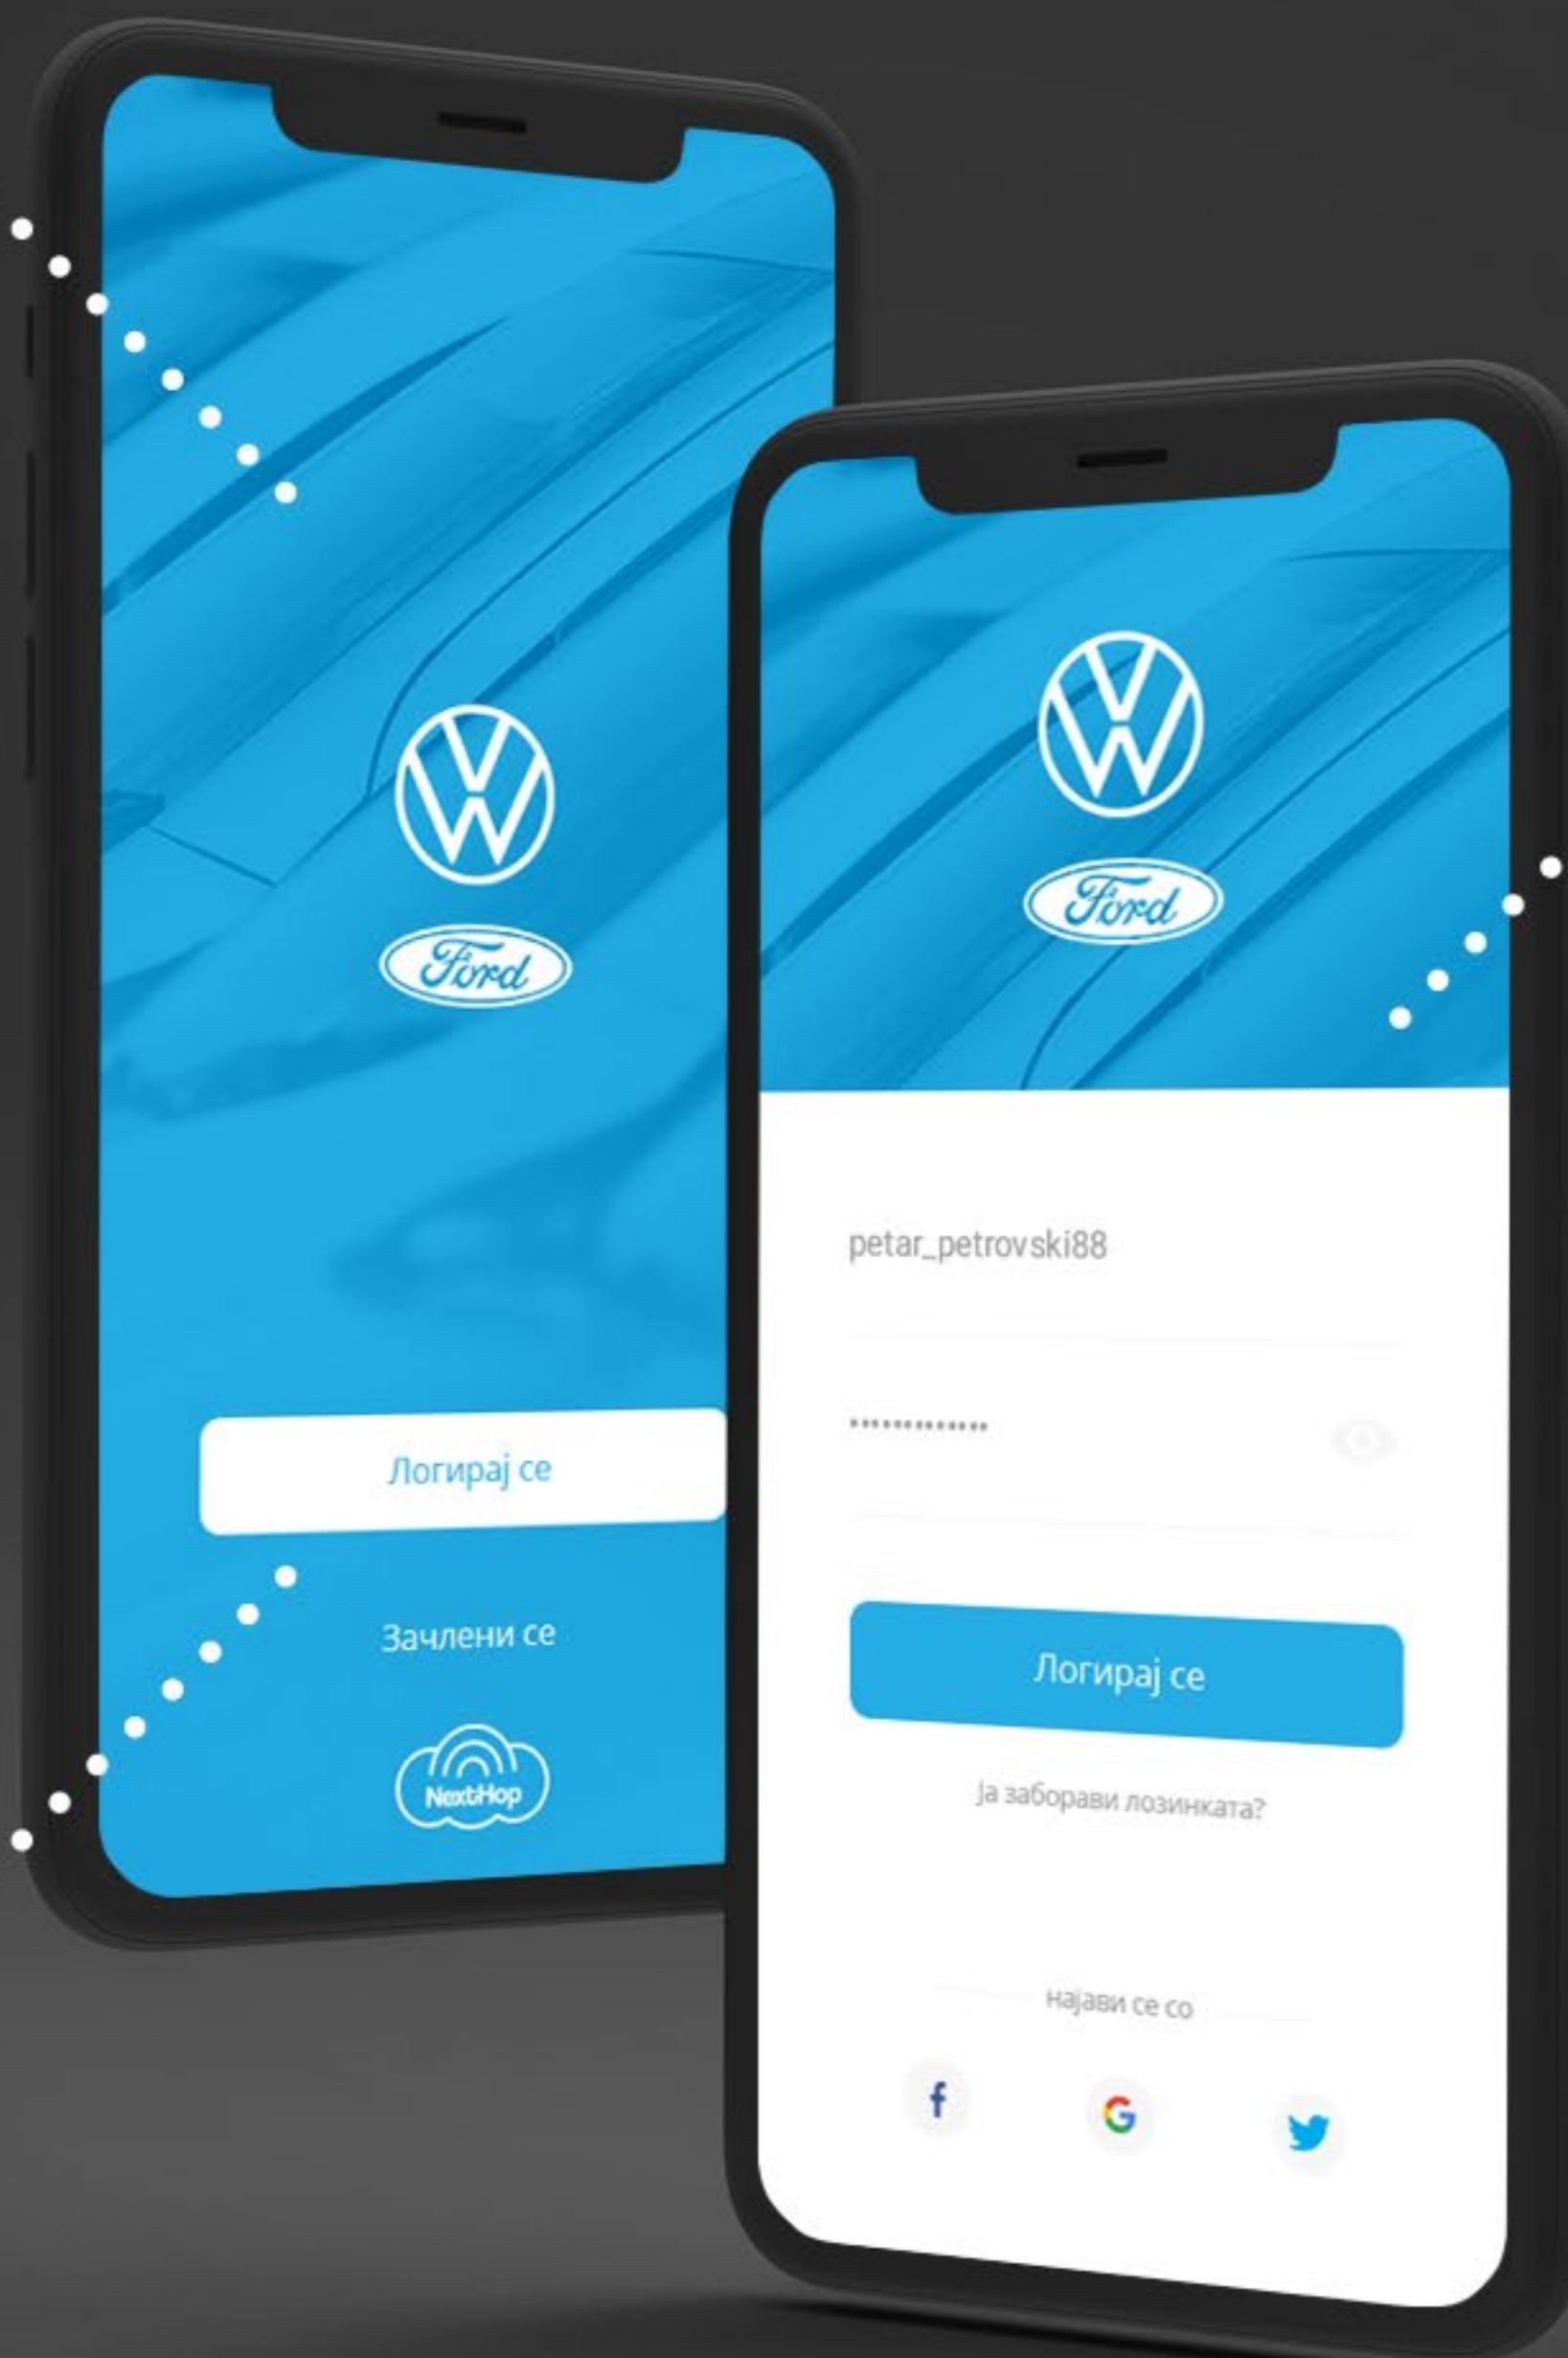 Ford
Логирај се
Зачлени се
NextHop
Ford
petar_petrovski88
•••••••••••••
Логирај се
Ја заборави лозинката?
најави се со